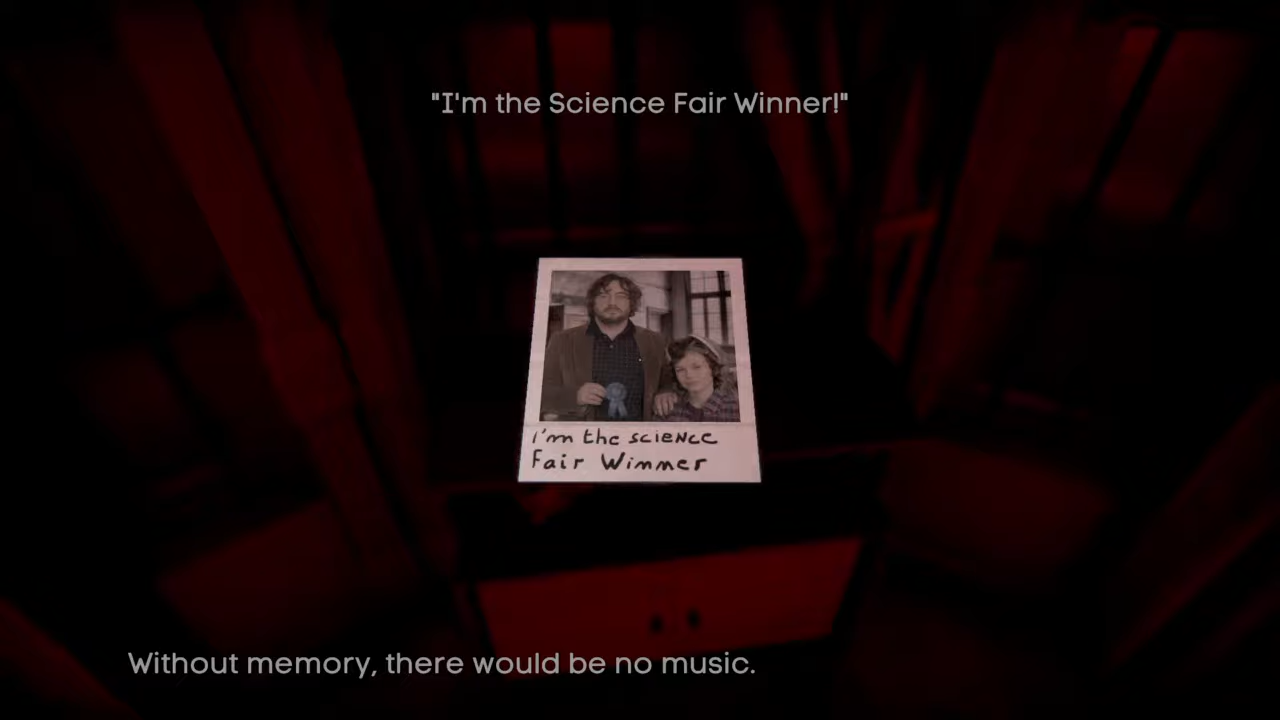 "I'm the Science Fair Winner!"
I'm the science
Fair Winner
Without memory, there would be no music.